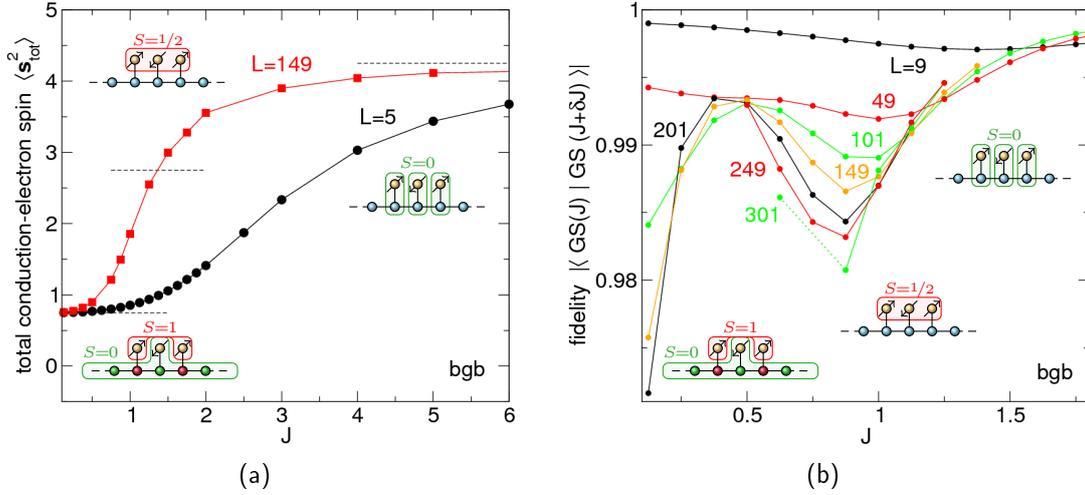 total conduction-electron spin ⟨s²tot⟩
5
4
3
2
1
0
S=1/2
L=149
L=5
S=0
S=1
S=0
bgb
1 2 3 4 5 6
J
(a)
fidelity |⟨ GS(J) | GS (J+δJ) ⟩|
1
0.99
0.98
L=9
49
201
101
149
249
301
S=0
S=1/2
S=1
S=0
bgb
0.5 1 1.5
J
(b)